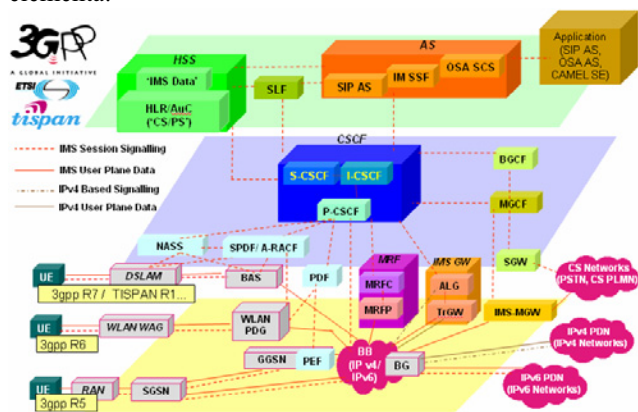 elementa.
3GPP
A GLOBAL INITIATIVE
ETSI
tispan
HSS
'IMS Data'
HLR/AuC
('CS/PS')
SLF
AS
SIP AS
IM SSF
OSA SCS
Application
(SIP AS,
OSA AS,
CAMEL SE)
IMS Session Signalling
IMS User Plane Data
IPv4 Based Signalling
IPv4 User Plane Data
CSCF
S-CSCF
I-CSCF
P-CSCF
BGCF
MGCF
SGW
NASS
SPDF/ A-RACF
UE
DSLAM
BAS
PDF
3gpp R7 / TISPAN R1...
MRF
MRFC
MRFP
IMS GW
ALG
TrGW
IMS-MGW
CS Networks
(PSTN, CS PLMN)
UE
WLAN WAG
WLAN
PDG
3gpp R6
GGSN
PEF
BB
(IP v4/
IPv6)
BG
IPv4 PDN
(IPv4 Networks)
UE
RAN
SGSN
3gpp R5
IPv6 PDN
(IPv6 Networks)